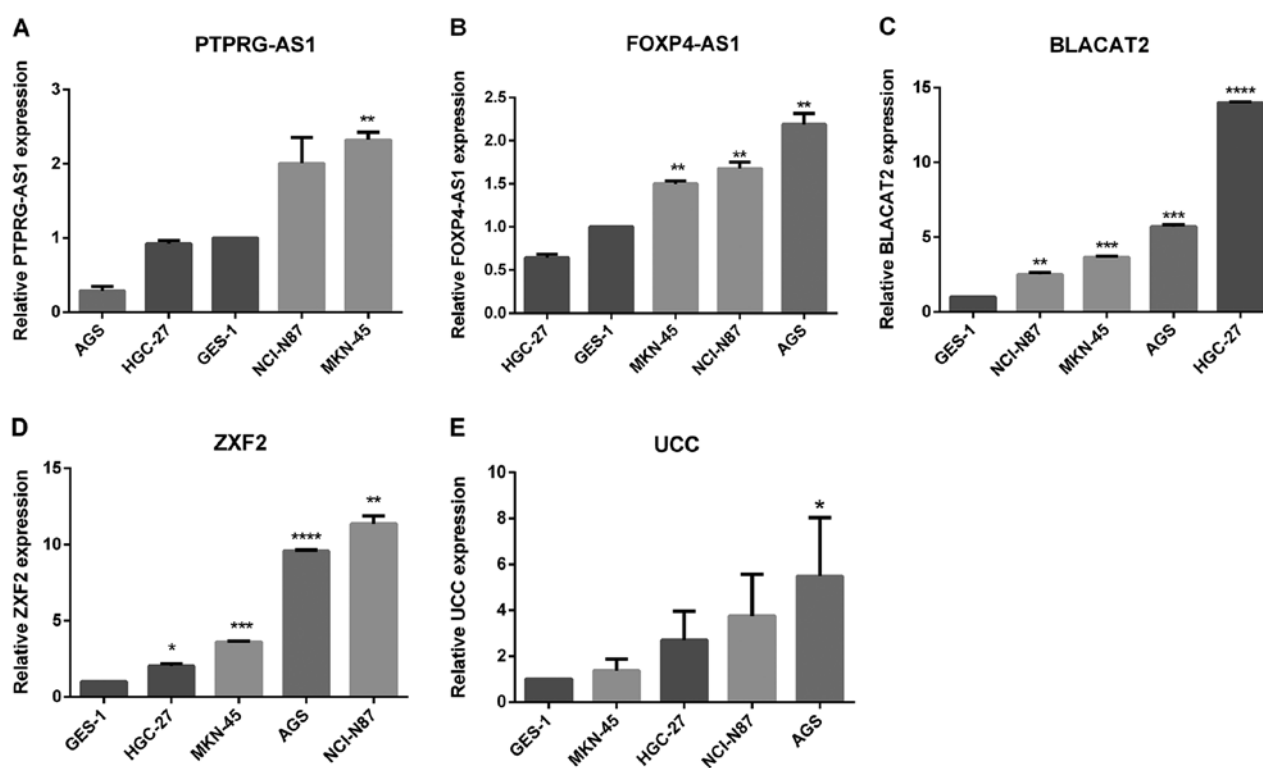 A
PTPRG-AS1
Relative PTPRG-AS1 expression
3
2
1
0
**
AGS
HGC-27
GES-1
NCI-N87
MKN-45
B
FOXP4-AS1
Relative FOXP4-AS1 expression
2.5
2.0
1.5
1.0
0.5
0.0
**
**
**
HGC-27
GES-1
MKN-45
NCI-N87
AGS
C
BLACAT2
Relative BLACAT2 expression
15
10
5
0
**
***
***
****
GES-1
NCI-N87
MKN-45
AGS
HGC-27
D
ZXF2
Relative ZXF2 expression
15
10
5
0
*
***
****
**
GES-1
HGC-27
MKN-45
AGS
NCI-N87
E
UCC
Relative UCC expression
10
8
6
4
2
0
*
GES-1
MKN-45
HGC-27
NCI-N87
AGS